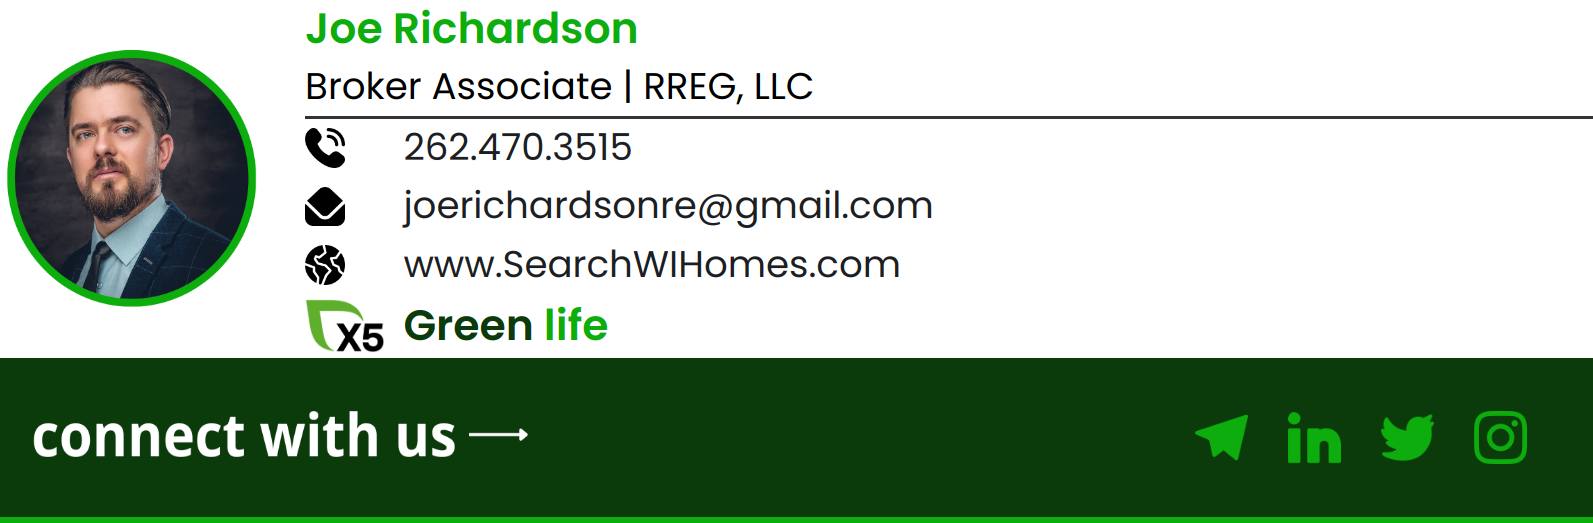 Joe Richardson
Broker Associate | RREG, LLC
262.470.3515
joerichardsonre@gmail.com
www.SearchWIHomes.com
X5 Green life
connect with us
in